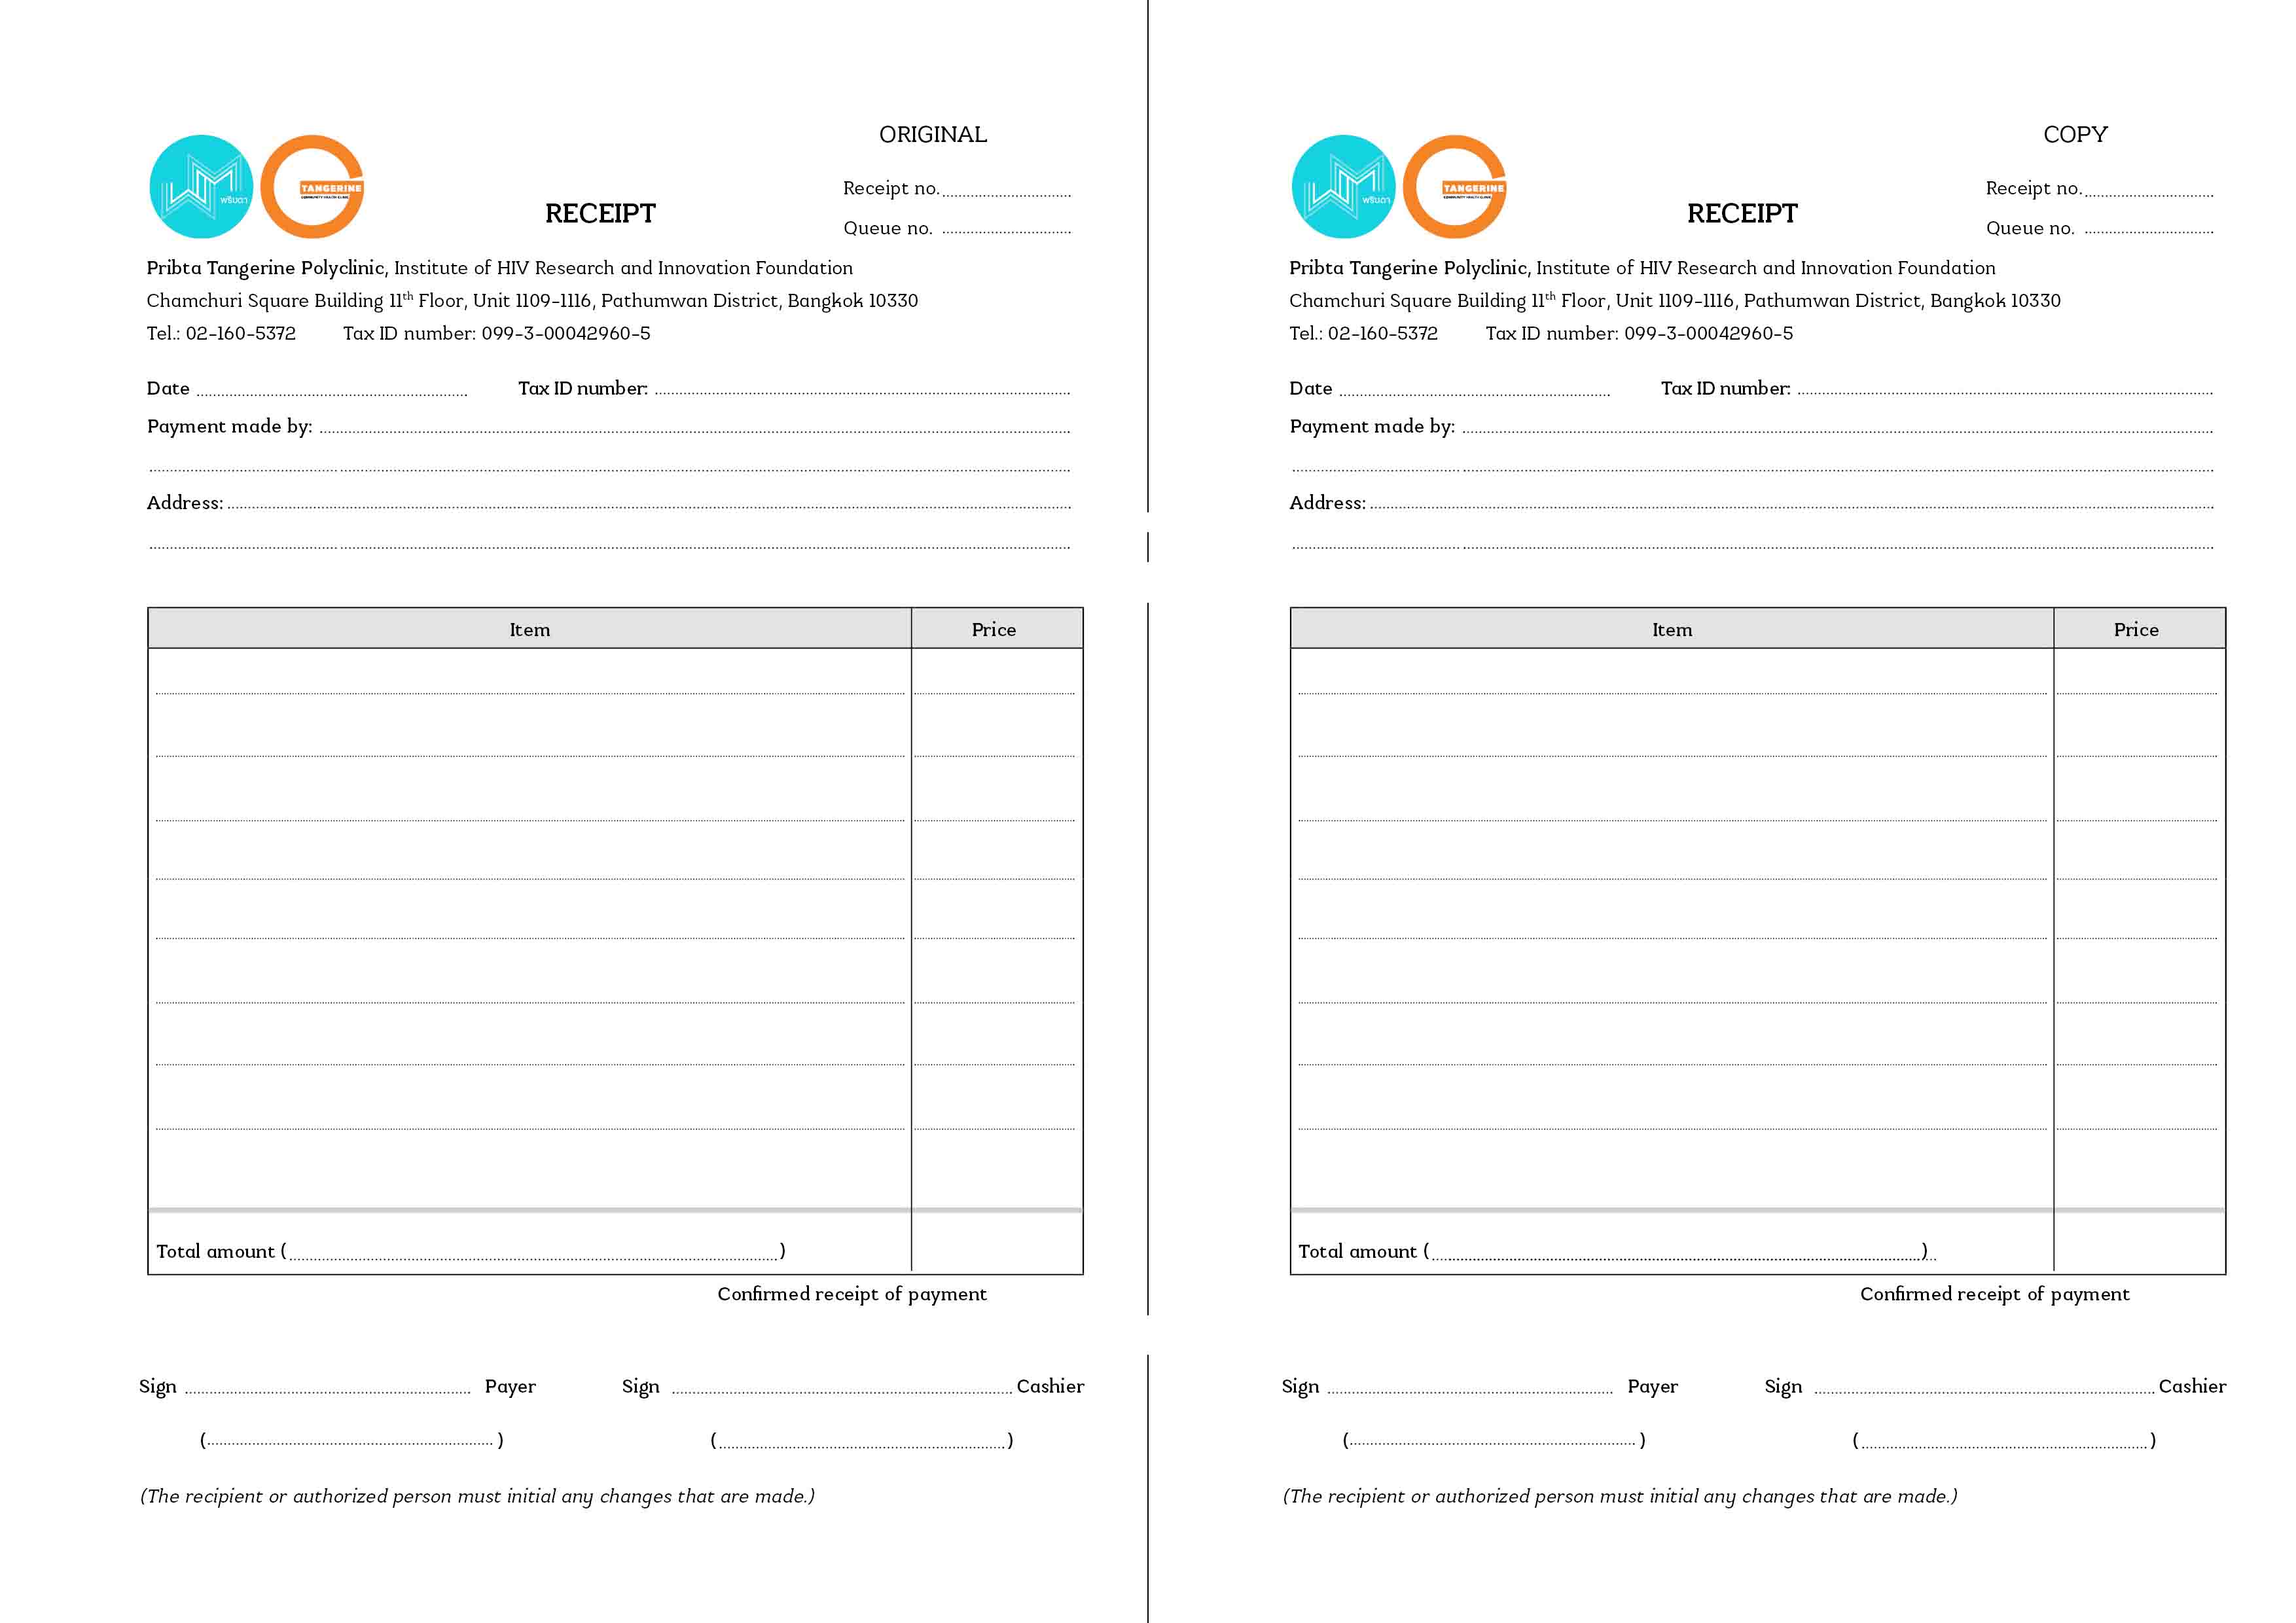 ORIGINAL
พริบตา
TANGERINE
COMMUNITY HEALTH CLINIC
RECEIPT
Receipt no.
Queue no.
Pribta Tangerine Polyclinic, Institute of HIV Research and Innovation Foundation
Chamchuri Square Building 11th Floor, Unit 1109-1116, Pathumwan District, Bangkok 10330
Tel.: 02-160-5372 Tax ID number: 099-3-00042960-5
Date Tax ID number:
Payment made by:
Address:
Item Price
Total amount ( )
Confirmed receipt of payment
Sign Payer Sign Cashier
( ) ( )
(The recipient or authorized person must initial any changes that are made.)
COPY
พริบตา
TANGERINE
COMMUNITY HEALTH CLINIC
RECEIPT
Receipt no.
Queue no.
Pribta Tangerine Polyclinic, Institute of HIV Research and Innovation Foundation
Chamchuri Square Building 11th Floor, Unit 1109-1116, Pathumwan District, Bangkok 10330
Tel.: 02-160-5372 Tax ID number: 099-3-00042960-5
Date Tax ID number:
Payment made by:
Address:
Item Price
Total amount ( )
Confirmed receipt of payment
Sign Payer Sign Cashier
( ) ( )
(The recipient or authorized person must initial any changes that are made.)